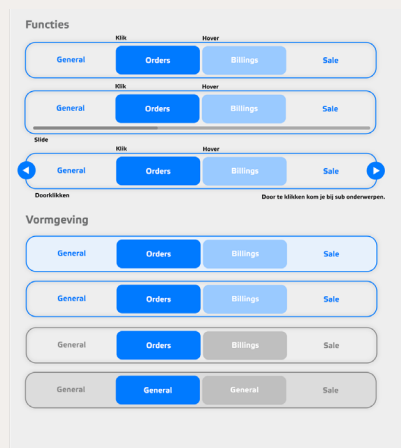 Functies
Klik Hover
General Orders Billings Sale
Klik Hover
General Orders Billings Sale
Slide
Klik Hover
General Orders Billings Sale
Doorklikken Door te klikken kom je bij sub onderwerpen.
Vormgeving
General Orders Billings Sale
General Orders Billings Sale
General Orders Billings Sale
General General General Sale